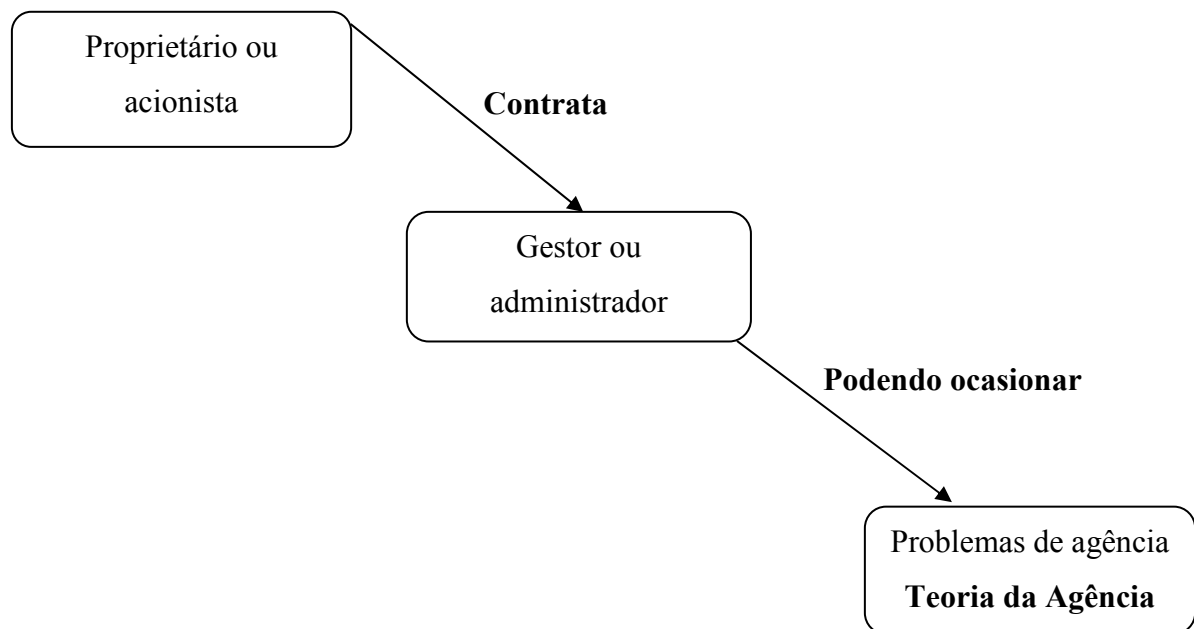 Proprietário ou
acionista
Contrata
Gestor ou
administrador
Podendo ocasionar
Problemas de agência
Teoria da Agência